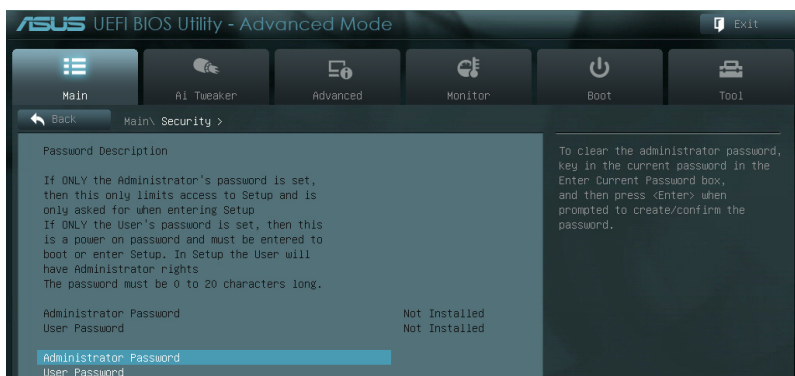 ASUS UEFI BIOS Utility - Advanced Mode
Exit
Main
Ai Tweaker
Advanced
Monitor
Boot
Tool
Back
Main\ Security >
Password Description
If ONLY the Administrator's password is set,
then this only limits access to Setup and is
only asked for when entering Setup
If ONLY the User's password is set, then this
is a power on password and must be entered to
boot or enter Setup. In Setup the User will
have Administrator rights
The password must be 0 to 20 characters long.
Administrator Password Not Installed
User Password Not Installed
Administrator Password
User Password
To clear the administrator password,
key in the current password in the
Enter Current Password box,
and then press <Enter> when
prompted to create/confirm the
password.